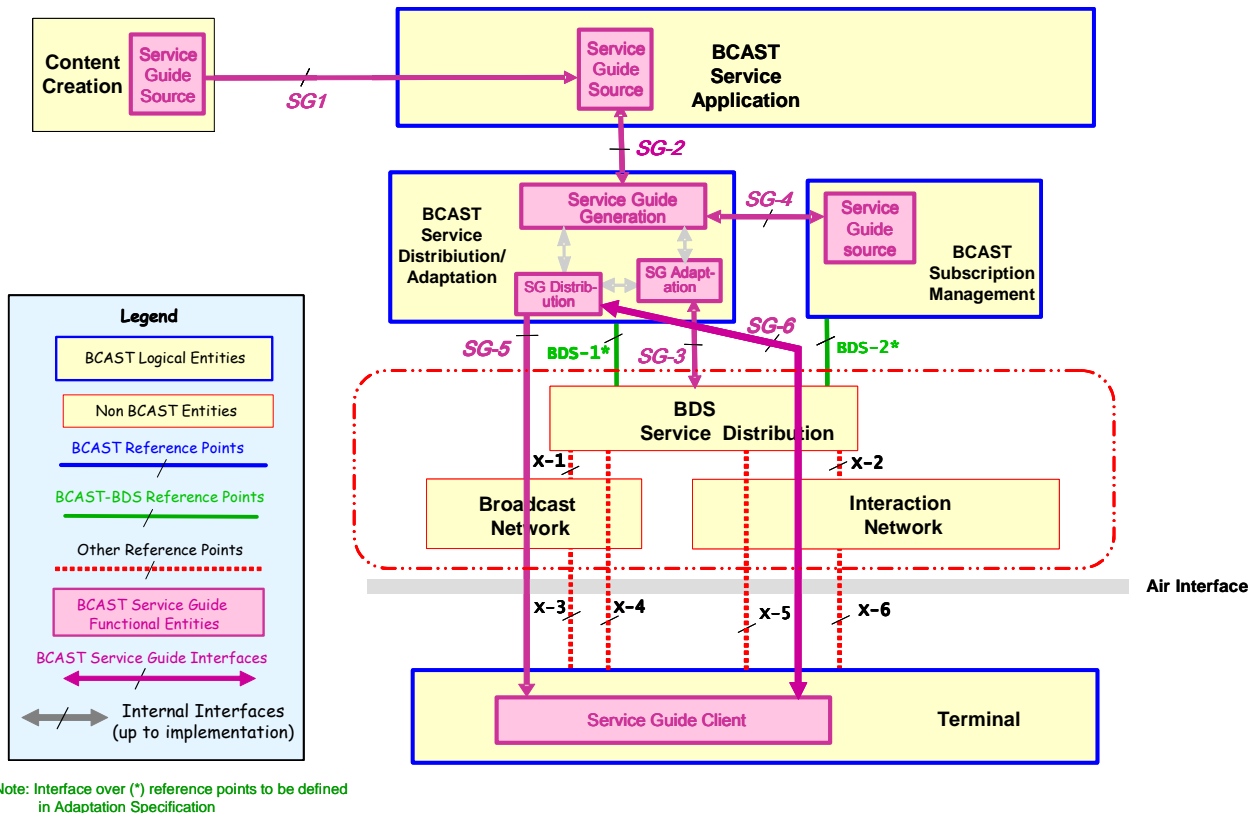 Content
Creation
Service
Guide
Source
SG1
Service
Guide
Source
BCAST
Service
Application
SG-2
BCAST
Service
Distribiution/
Adaptation
Service Guide
Generation
SG Distrib-
ution
SG Adapt-
ation
SG-4
Service
Guide
source
BCAST
Subscription
Management
SG-5
BDS-1*
SG-3
SG-6
BDS-2*
BDS
Service Distribution
X-1
X-2
Broadcast
Network
Interaction
Network
Air Interface
X-3
X-4
X-5
X-6
Service Guide Client
Terminal
Legend
BCAST Logical Entities
Non BCAST Entities
BCAST Reference Points
BCAST-BDS Reference Points
Other Reference Points
BCAST Service Guide
Functional Entities
BCAST Service Guide Interfaces
Internal Interfaces
(up to implementation)
Note: Interface over (*) reference points to be defined
in Adaptation Specification